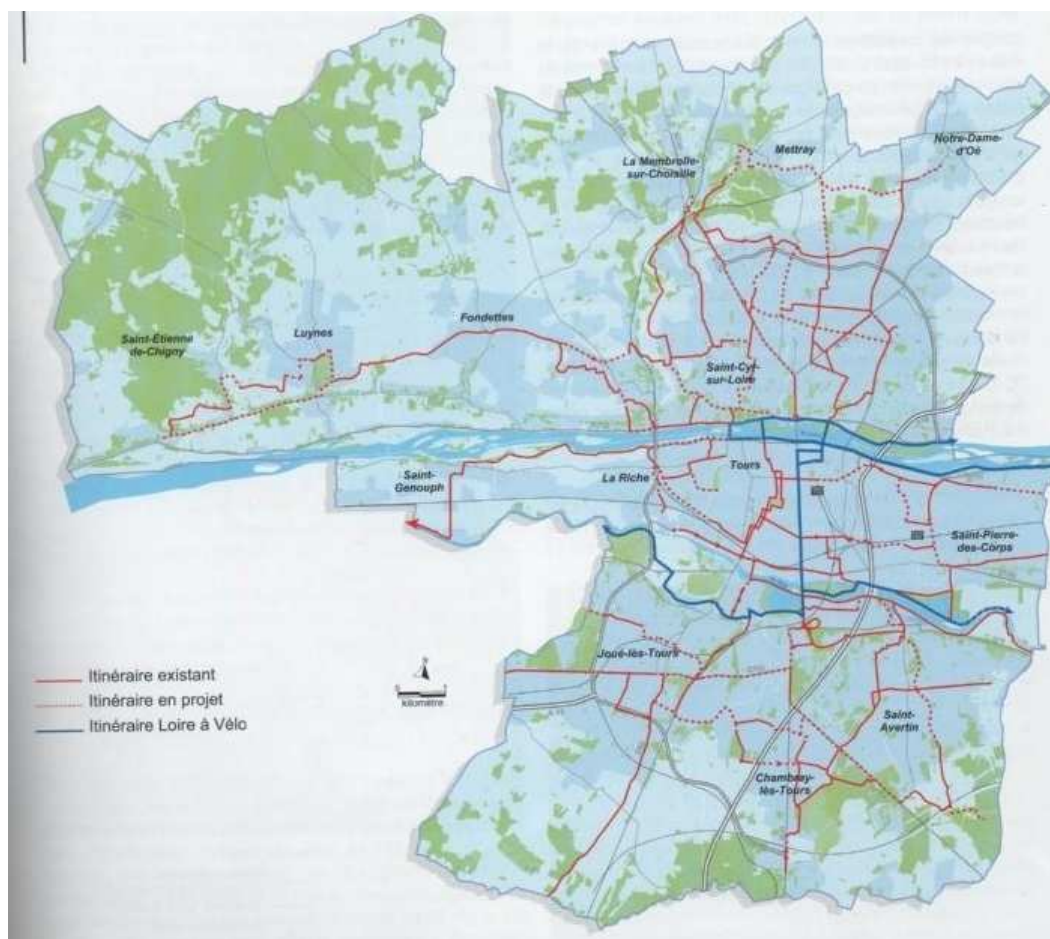 Notre-Dame-
d'Oé
Mettray
La Membrolle-
sur-Choisille
Fondettes
Luynes
Saint-Étienne
de-Chigny
Saint-Cyr-
sur-Loire
Tours
La Riche
Saint-
Genouph
Saint-Pierre-
des-Corps
Joué-lès-Tours
Saint-
Avertin
Chambray-
lès-Tours
Itinéraire existant
Itinéraire en projet
Itinéraire Loire à Vélo
kilomètre